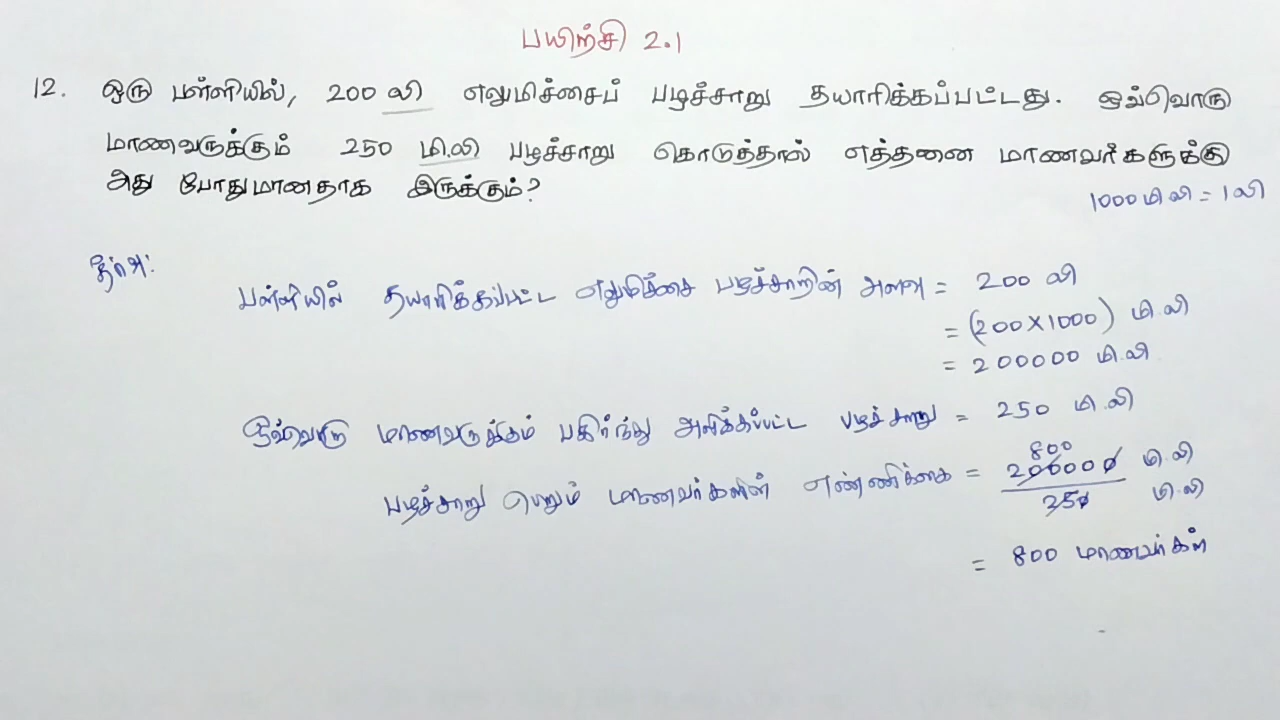 பயிற்சி 2.1
12. ஒரு பள்ளியில், 200 லி எலுமிச்சைப் பழச்சாறு தயாரிக்கப்பட்டது. ஒவ்வொரு
மாணவருக்கும் 250 மி.லி பழச்சாறு கொடுத்தால் எத்தனை மாணவர்களுக்கு
அது போதுமானதாக இருக்கும்?
1000 மி லி = 1 லி
தீர்வு:
பள்ளியில் தயாரிக்கப்பட்ட எலுமிச்சை பழச்சாறின் அளவு = 200 லி
= (200 X 1000) மி.லி
= 200000 மி.லி
ஒவ்வொரு மாணவருக்கும் பகிர்ந்து அளிக்கப்பட்ட பழச்சாறு = 250 மி.லி
800
பழச்சாறு பெறும் மாணவர்களின் எண்ணிக்கை = 200000 மி.லி
250 மி.லி
= 800 மாணவர்கள்